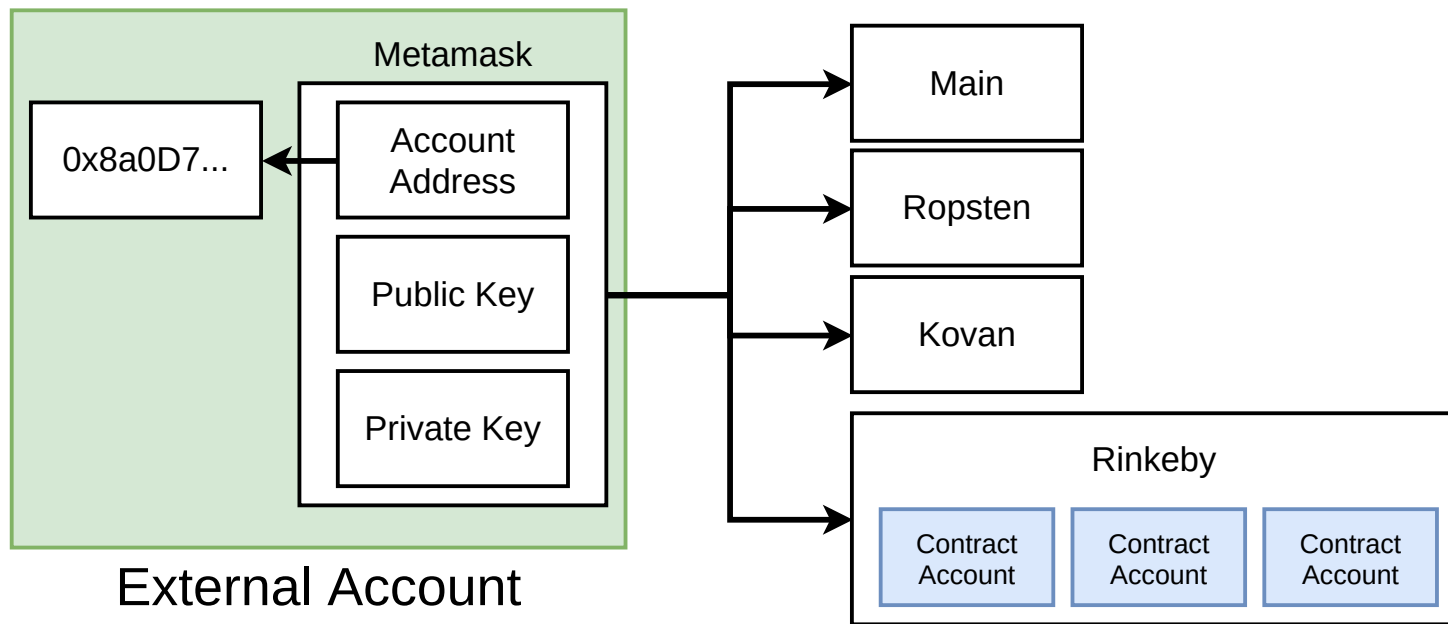 Metamask
0x8a0D7...
Account
Address
Public Key
Private Key
External Account
Main
Ropsten
Kovan
Rinkeby
Contract
Account
Contract
Account
Contract
Account